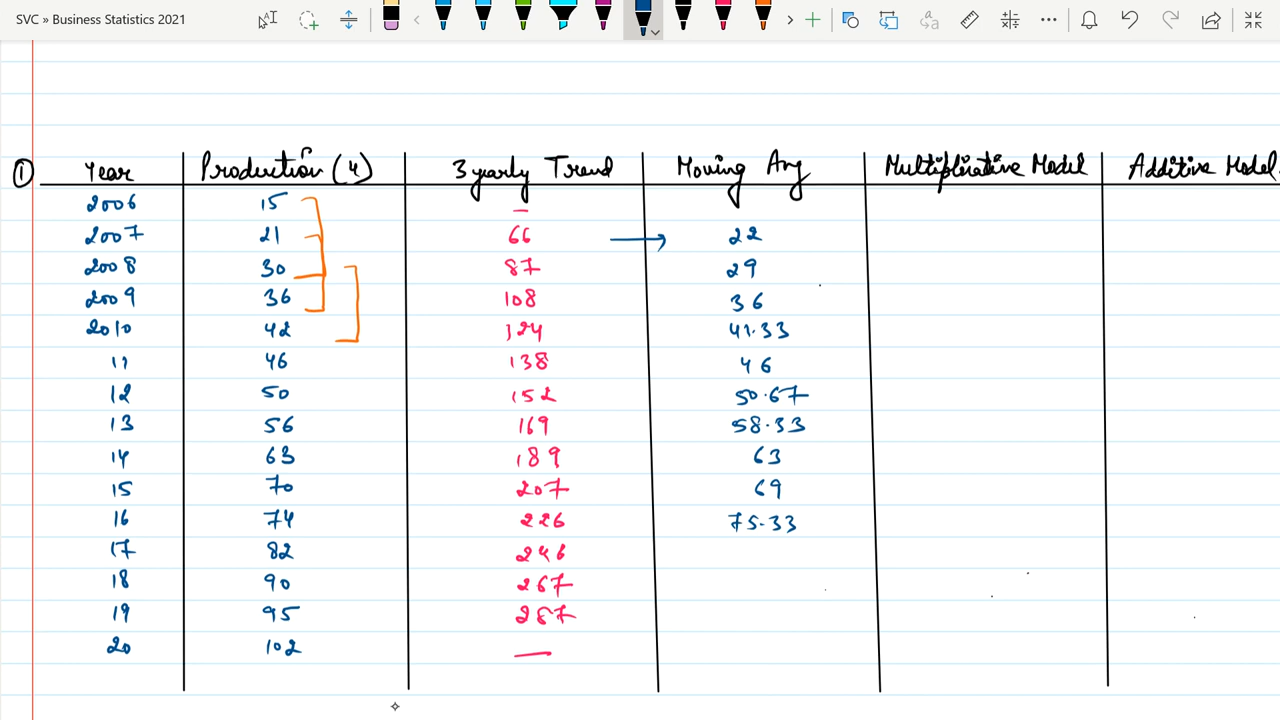 SVC » Business Statistics 2021
① Year Production (4) 3 yearly Trend Moving Avg Multiplicative Model Additive Model.
2006 15 –
2007 21 66 → 22
2008 30 87 29
2009 36 108 36
2010 42 124 41.33
11 46 138 46
12 50 152 50.67
13 56 169 58.33
14 63 189 63
15 70 207 69
16 74 226 75.33
17 82 246
18 90 267
19 95 287
20 102 —